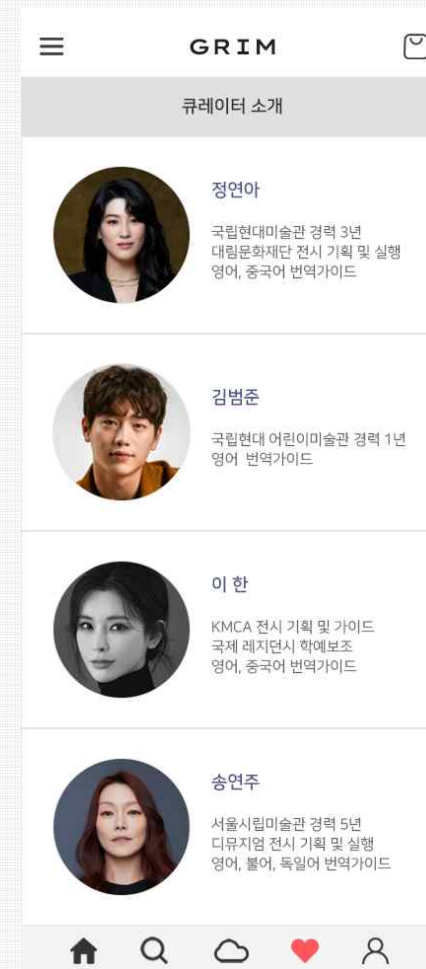 GRIM
큐레이터 소개
정연아
국립현대미술관 경력 3년
대림문화재단 전시 기획 및 실행
영어, 중국어 번역가이드
김범준
국립현대 어린이미술관 경력 1년
영어 번역가이드
이 한
KMCA 전시 기획 및 가이드
국제 레지던시 학예보조
영어, 중국어 번역가이드
송연주
서울시립미술관 경력 5년
디뮤지엄 전시 기획 및 실행
영어, 불어, 독일어 번역가이드